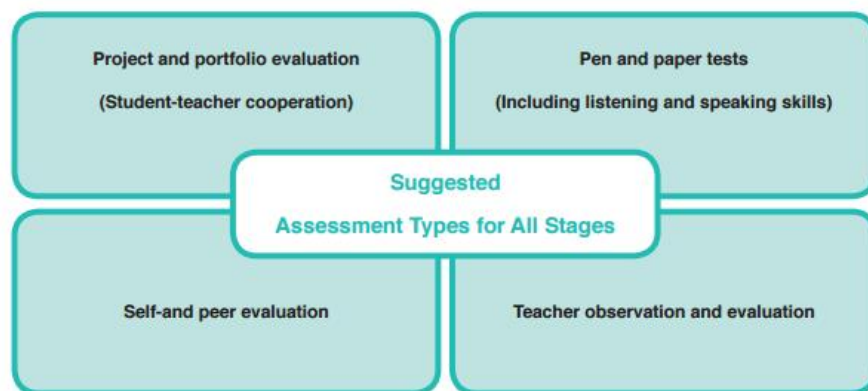 Project and portfolio evaluation
(Student-teacher cooperation)
Pen and paper tests
(Including listening and speaking skills)
Suggested
Assessment Types for All Stages
Self-and peer evaluation
Teacher observation and evaluation